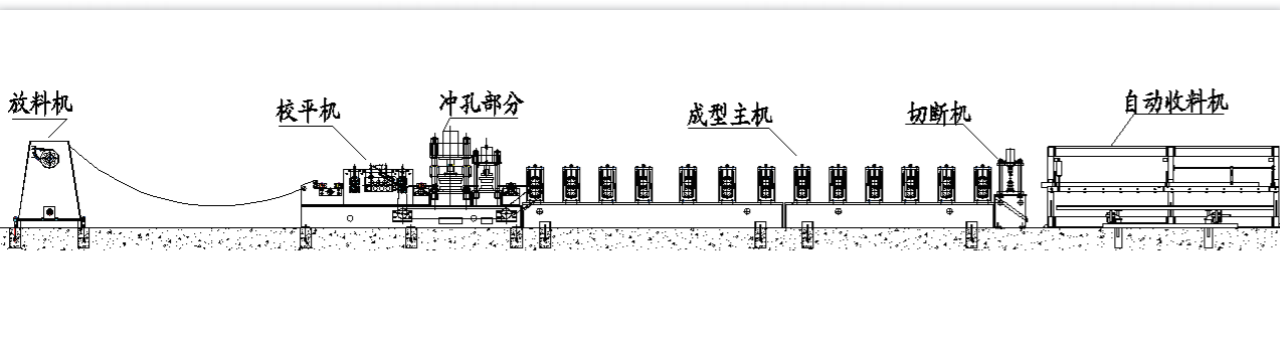 放料机
校平机
冲孔部分
成型主机
切断机
自动收料机